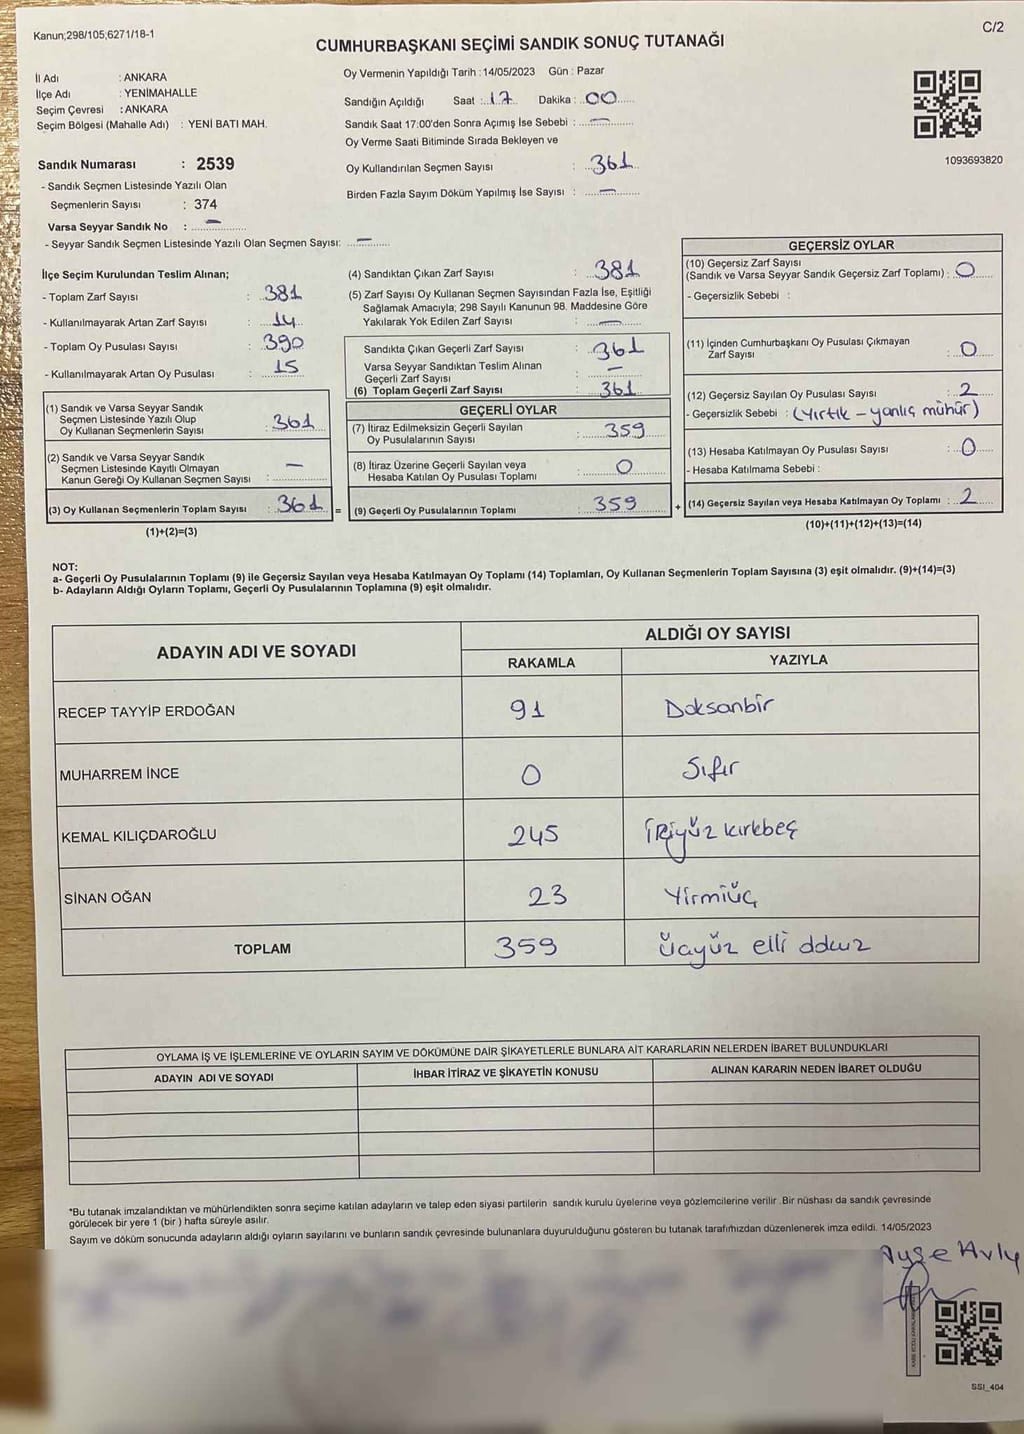 Kanun;298/105;6271/18-1
C/2
CUMHURBAŞKANI SEÇİMİ SANDIK SONUÇ TUTANAĞI
İl Adı : ANKARA
İlçe Adı : YENİMAHALLE
Seçim Çevresi : ANKARA
Seçim Bölgesi (Mahalle Adı) : YENİ BATI MAH.
Sandık Numarası : 2539
- Sandık Seçmen Listesinde Yazılı Olan
Seçmenlerin Sayısı : 374
Varsa Seyyar Sandık No : —
- Seyyar Sandık Seçmen Listesinde Yazılı Olan Seçmen Sayısı: —
Oy Vermenin Yapıldığı Tarih : 14/05/2023 Gün : Pazar
Sandığın Açıldığı Saat : 17 Dakika : 00
Sandık Saat 17:00'den Sonra Açımış İse Sebebi : —
Oy Verme Saati Bitiminde Sırada Bekleyen ve
Oy Kullandırılan Seçmen Sayısı : 361
Birden Fazla Sayım Döküm Yapılmış İse Sayısı : —
1093693820
İlçe Seçim Kurulundan Teslim Alınan;
- Toplam Zarf Sayısı : 381
- Kullanılmayarak Artan Zarf Sayısı : 14
- Toplam Oy Pusulası Sayısı : 390
- Kullanılmayarak Artan Oy Pusulası : 15
(1) Sandık ve Varsa Seyyar Sandık
Seçmen Listesinde Yazılı Olup
Oy Kullanan Seçmenlerin Sayısı : 361
(2) Sandık ve Varsa Seyyar Sandık
Seçmen Listesinde Kayıtlı Olmayan
Kanun Gereği Oy Kullanan Seçmen Sayısı : —
(3) Oy Kullanan Seçmenlerin Toplam Sayısı : 361 =
(1)+(2)=(3)
(4) Sandıktan Çıkan Zarf Sayısı : 381
(5) Zarf Sayısı Oy Kullanan Seçmen Sayısından Fazla İse, Eşitliği
Sağlamak Amacıyla; 298 Sayılı Kanunun 98. Maddesine Göre
Yakılarak Yok Edilen Zarf Sayısı : —
Sandıkta Çıkan Geçerli Zarf Sayısı : 361
Varsa Seyyar Sandıktan Teslim Alınan
Geçerli Zarf Sayısı : —
(6) Toplam Geçerli Zarf Sayısı : 361
GEÇERLİ OYLAR
(7) İtiraz Edilmeksizin Geçerli Sayılan
Oy Pusulalarının Sayısı : 359
(8) İtiraz Üzerine Geçerli Sayılan veya
Hesaba Katılan Oy Pusulası Toplamı : 0
(9) Geçerli Oy Pusulalarının Toplamı : 359 +
GEÇERSİZ OYLAR
(10) Geçersiz Zarf Sayısı
(Sandık ve Varsa Seyyar Sandık Geçersiz Zarf Toplamı) : 0
- Geçersizlik Sebebi :
(11) İçinden Cumhurbaşkanı Oy Pusulası Çıkmayan
Zarf Sayısı : 0
(12) Geçersiz Sayılan Oy Pusulası Sayısı : 2
- Geçersizlik Sebebi : (Yırtık – yanlış mühür)
(13) Hesaba Katılmayan Oy Pusulası Sayısı : 0
- Hesaba Katılmama Sebebi :
(14) Geçersiz Sayılan veya Hesaba Katılmayan Oy Toplamı : 2
(10)+(11)+(12)+(13)=(14)
NOT:
a- Geçerli Oy Pusulalarının Toplamı (9) ile Geçersiz Sayılan veya Hesaba Katılmayan Oy Toplamı (14) Toplamları, Oy Kullanan Seçmenlerin Toplam Sayısına (3) eşit olmalıdır. (9)+(14)=(3)
b- Adayların Aldığı Oyların Toplamı, Geçerli Oy Pusulalarının Toplamına (9) eşit olmalıdır.
ADAYIN ADI VE SOYADI
ALDIĞI OY SAYISI
RAKAMLA YAZIYLA
RECEP TAYYİP ERDOĞAN 91 Doksanbir
MUHARREM İNCE 0 Sıfır
KEMAL KILIÇDAROĞLU 245 İkiyüz kırkbeş
SİNAN OĞAN 23 Yirmiüç
TOPLAM 359 Üçyüz elli dokuz
OYLAMA İŞ VE İŞLEMLERİNE VE OYLARIN SAYIM VE DÖKÜMÜNE DAİR ŞİKAYETLERLE BUNLARA AİT KARARLARIN NELERDEN İBARET BULUNDUKLARI
ADAYIN ADI VE SOYADI İHBAR İTİRAZ VE ŞİKAYETİN KONUSU ALINAN KARARIN NEDEN İBARET OLDUĞU
*Bu tutanak imzalandıktan ve mühürlendikten sonra seçime katılan adayların ve talep eden siyasi partilerin sandık kurulu üyelerine veya gözlemcilerine verilir .Bir nüshası da sandık çevresinde
görülecek bir yere 1 (bir ) hafta süreyle asılır.
Sayım ve döküm sonucunda adayların aldığı oyların sayılarını ve bunların sandık çevresinde bulunanlara duyurulduğunu gösteren bu tutanak tarafımızdan düzenlenerek imza edildi. 14/05/2023
Ayşe
SSI_404